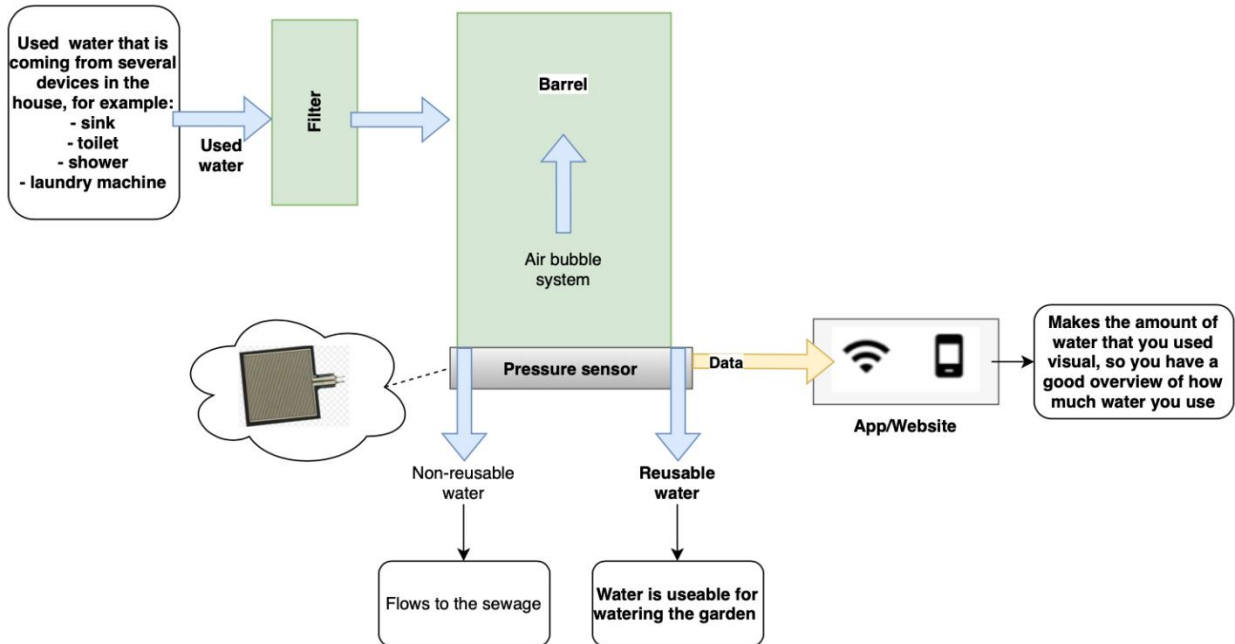 Used water that is
coming from several
devices in the
house, for example:
- sink
- toilet
- shower
- laundry machine
Used
water
Filter
Barrel
Air bubble
system
Pressure sensor
Data
App/Website
Makes the amount of
water that you used
visual, so you have a
good overview of how
much water you use
Non-reusable
water
Reusable
water
Flows to the sewage
Water is useable for
watering the garden